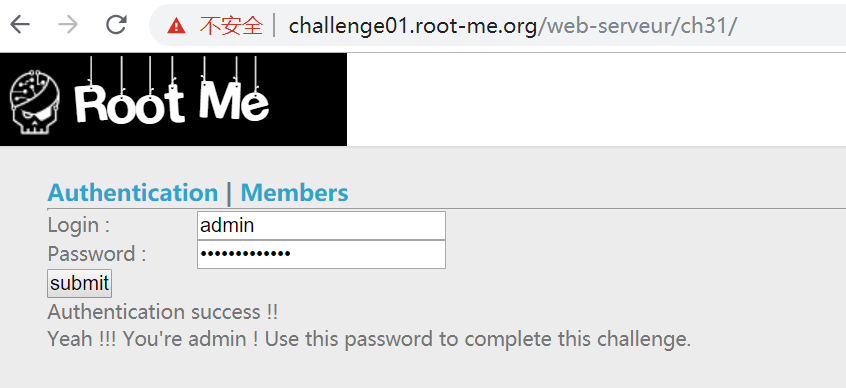 不安全 | challenge01.root-me.org/web-serveur/ch31/
Root Me
Authentication | Members
Login : admin
Password : •••••••••••••
submit
Authentication success !!
Yeah !!! You're admin ! Use this password to complete this challenge.